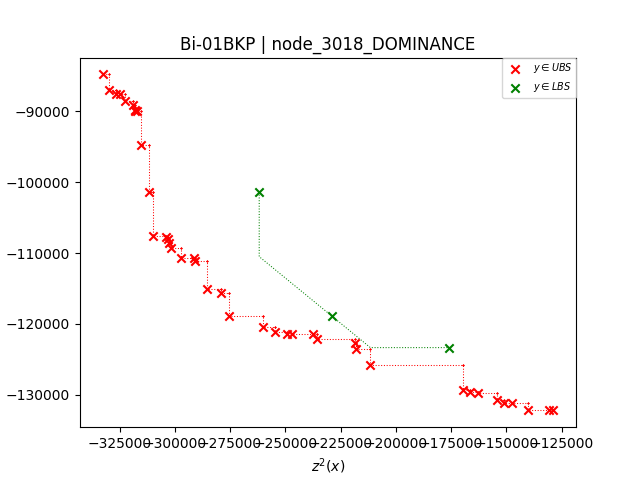 Bi-01BKP | node_3018_DOMINANCE
y ∈ UBS
y ∈ LBS
−90000
−100000
−110000
−120000
−130000
−325000 −300000 −275000 −250000 −225000 −200000 −175000 −150000 −125000
z²(x)